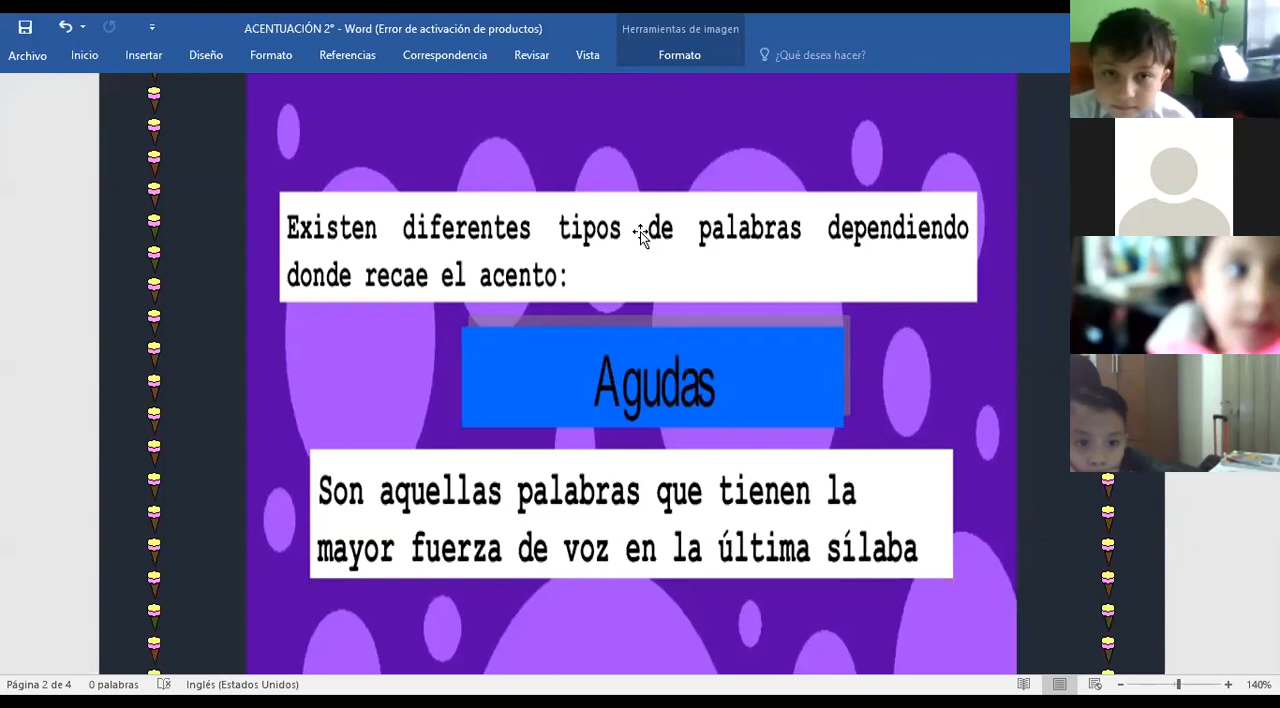 ACENTUACIÓN 2° - Word (Error de activación de productos)
Herramientas de imagen
Archivo Inicio Insertar Diseño Formato Referencias Correspondencia Revisar Vista Formato ¿Qué desea hacer?
Existen diferentes tipos de palabras dependiendo
donde recae el acento:
Agudas
Son aquellas palabras que tienen la
mayor fuerza de voz en la última sílaba
Página 2 de 4 0 palabras Inglés (Estados Unidos) 140%